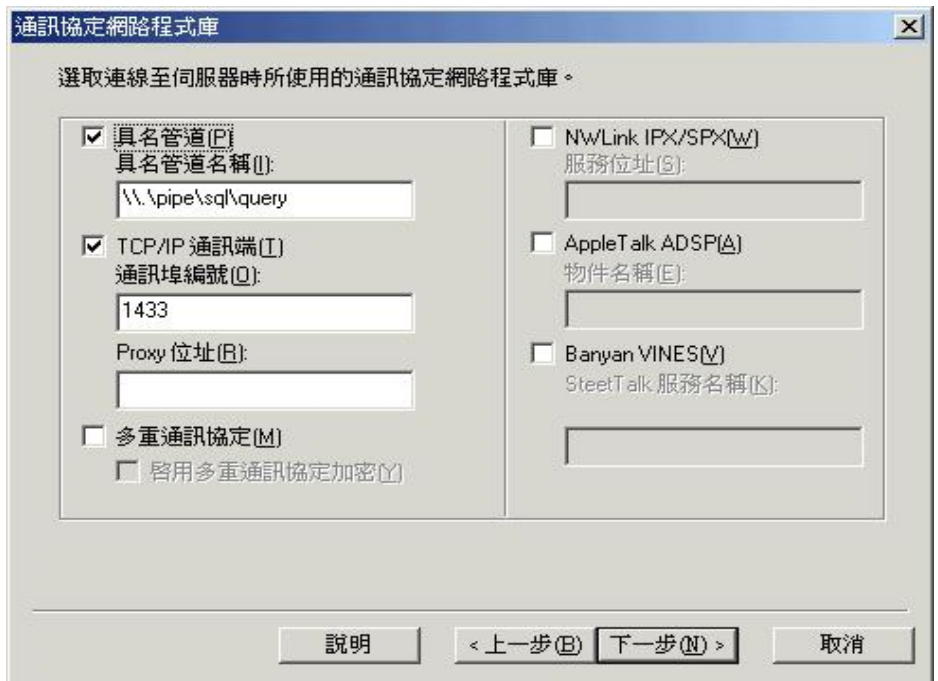 通訊協定網路程式庫
選取連線至伺服器時所使用的通訊協定網路程式庫。
具名管道(P)
具名管道名稱(I):
\\.\pipe\sql\query
TCP/IP 通訊端(T)
通訊埠編號(O):
1433
Proxy 位址(R):
多重通訊協定(M)
啓用多重通訊協定加密(Y)
NWLink IPX/SPX(W)
服務位址(S):
AppleTalk ADSP(A)
物件名稱(E):
Banyan VINES(V)
SteetTalk 服務名稱(K):
說明
< 上一步(B)
下一步(N) >
取消